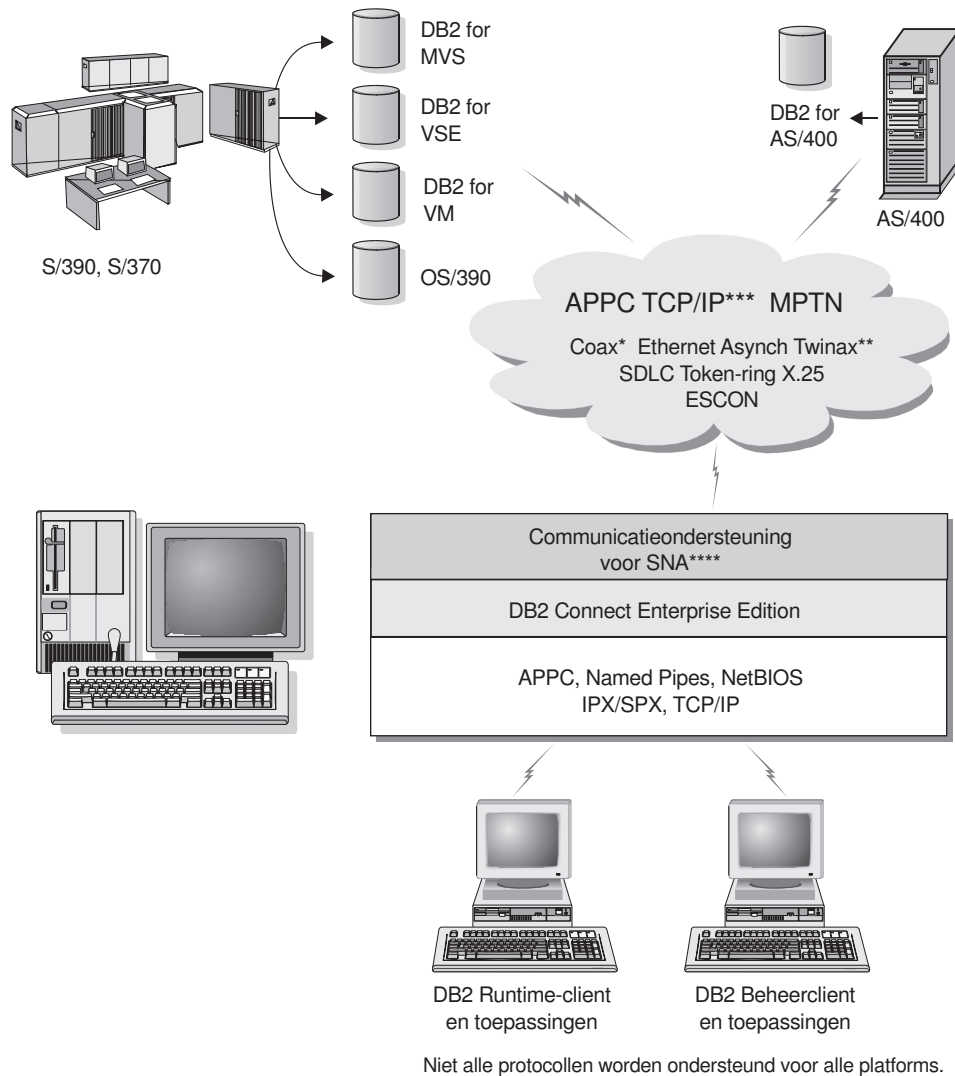 DB2 for
MVS
DB2 for
VSE
DB2 for
VM
OS/390
S/390, S/370
DB2 for
AS/400
AS/400
APPC TCP/IP*** MPTN
Coax* Ethernet Asynch Twinax**
SDLC Token-ring X.25
ESCON
Communicatieondersteuning
voor SNA****
DB2 Connect Enterprise Edition
APPC, Named Pipes, NetBIOS
IPX/SPX, TCP/IP
DB2 Runtime-client
en toepassingen
DB2 Beheerclient
en toepassingen
Niet alle protocollen worden ondersteund voor alle platforms.